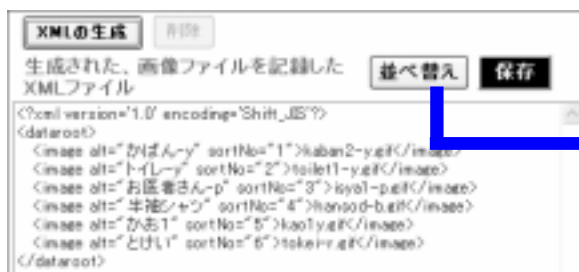 XMLの生成 削除
生成された、画像ファイルを記録した
XMLファイル 並べ替え 保存
<?xml version='1.0' encoding='Shift_JIS'?>
<dataroot>
<image alt="かばん-y" sortNo="1">kaban2-y.gif</image>
<image alt="トイレ-y" sortNo="2">toilet1-y.gif</image>
<image alt="お医者さん-p" sortNo="3">isya1-p.gif</image>
<image alt="半袖シャツ" sortNo="4">hansod-b.gif</image>
<image alt="かお1" sortNo="5">kao1y.gif</image>
<image alt="とけい" sortNo="6">tokei-r.gif</image>
</dataroot>